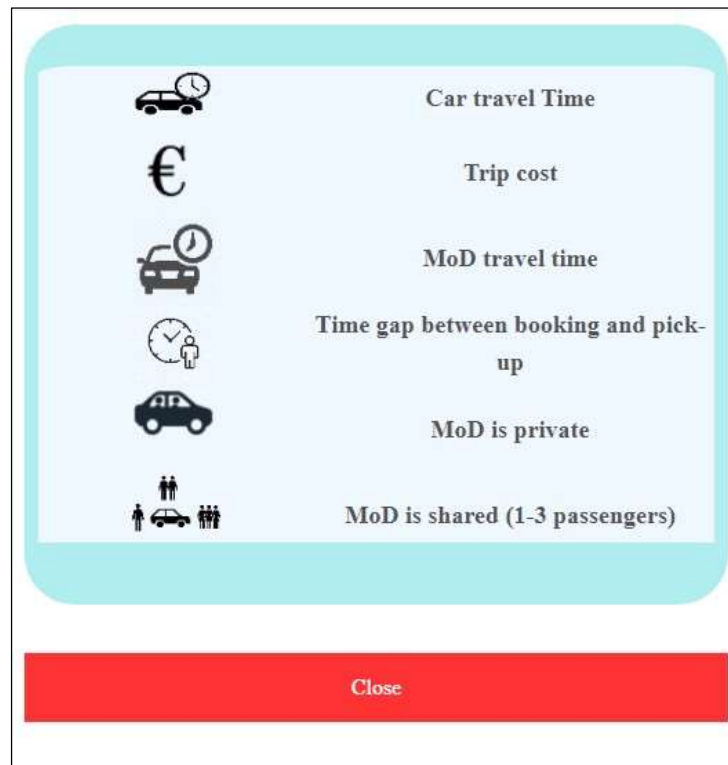 Car travel Time
€
Trip cost
MoD travel time
Time gap between booking and pick-
up
MoD is private
MoD is shared (1-3 passengers)
Close